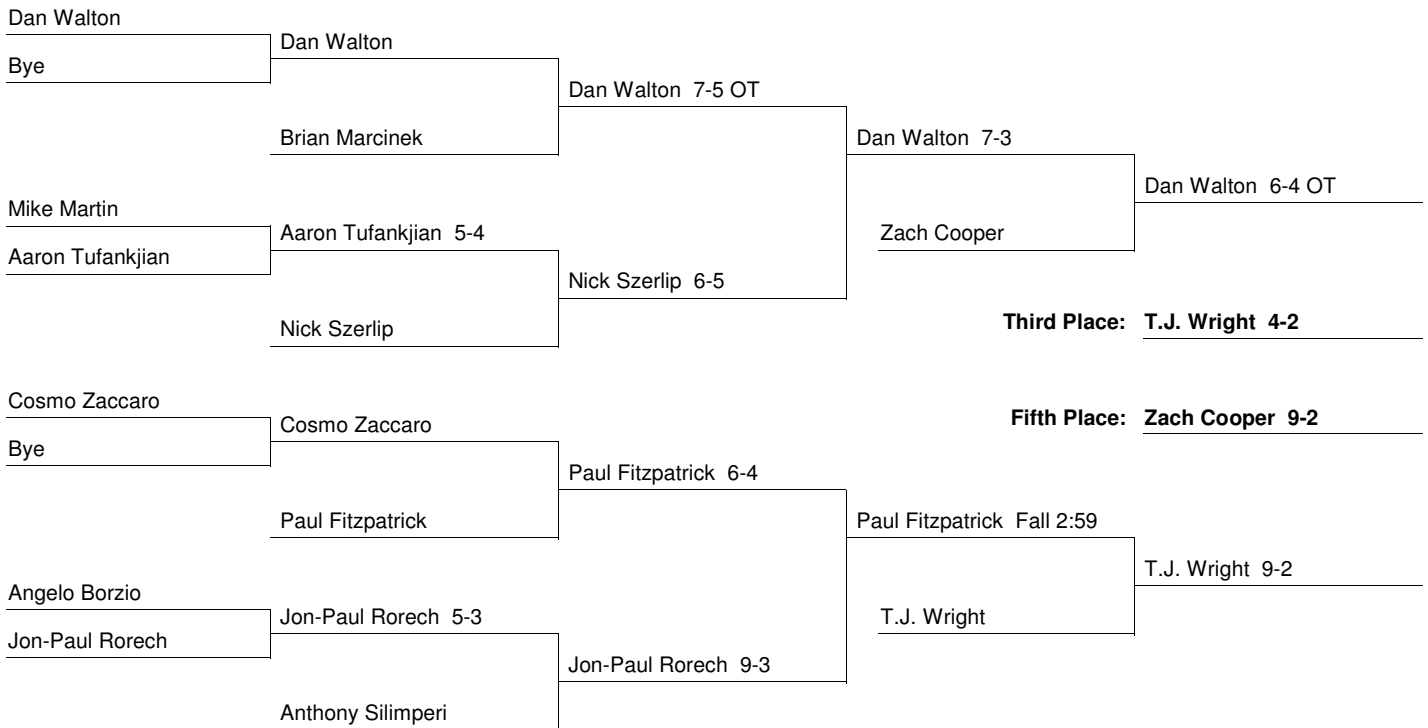 Dan Walton
Dan Walton
Bye
Dan Walton 7-5 OT
Brian Marcinek
Dan Walton 7-3
Dan Walton 6-4 OT
Mike Martin
Aaron Tufankjian 5-4
Zach Cooper
Aaron Tufankjian
Nick Szerlip 6-5
Nick Szerlip
Third Place: T.J. Wright 4-2
Cosmo Zaccaro
Cosmo Zaccaro
Fifth Place: Zach Cooper 9-2
Bye
Paul Fitzpatrick 6-4
Paul Fitzpatrick
Paul Fitzpatrick Fall 2:59
T.J. Wright 9-2
Angelo Borzio
Jon-Paul Rorech 5-3
T.J. Wright
Jon-Paul Rorech
Jon-Paul Rorech 9-3
Anthony Silimperi